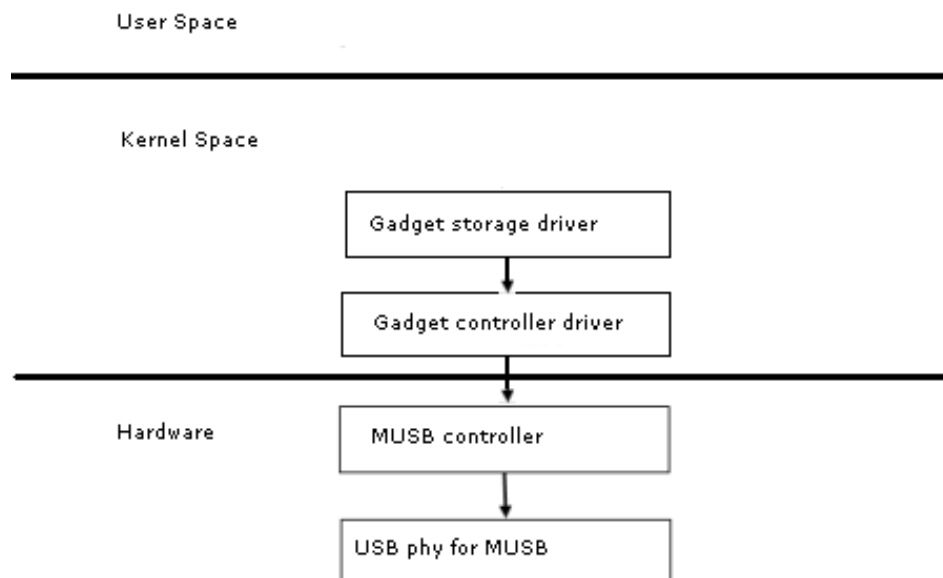 User Space
Kernel Space
Gadget storage driver
Gadget controller driver
Hardware
MUSB controller
USB phy for MUSB